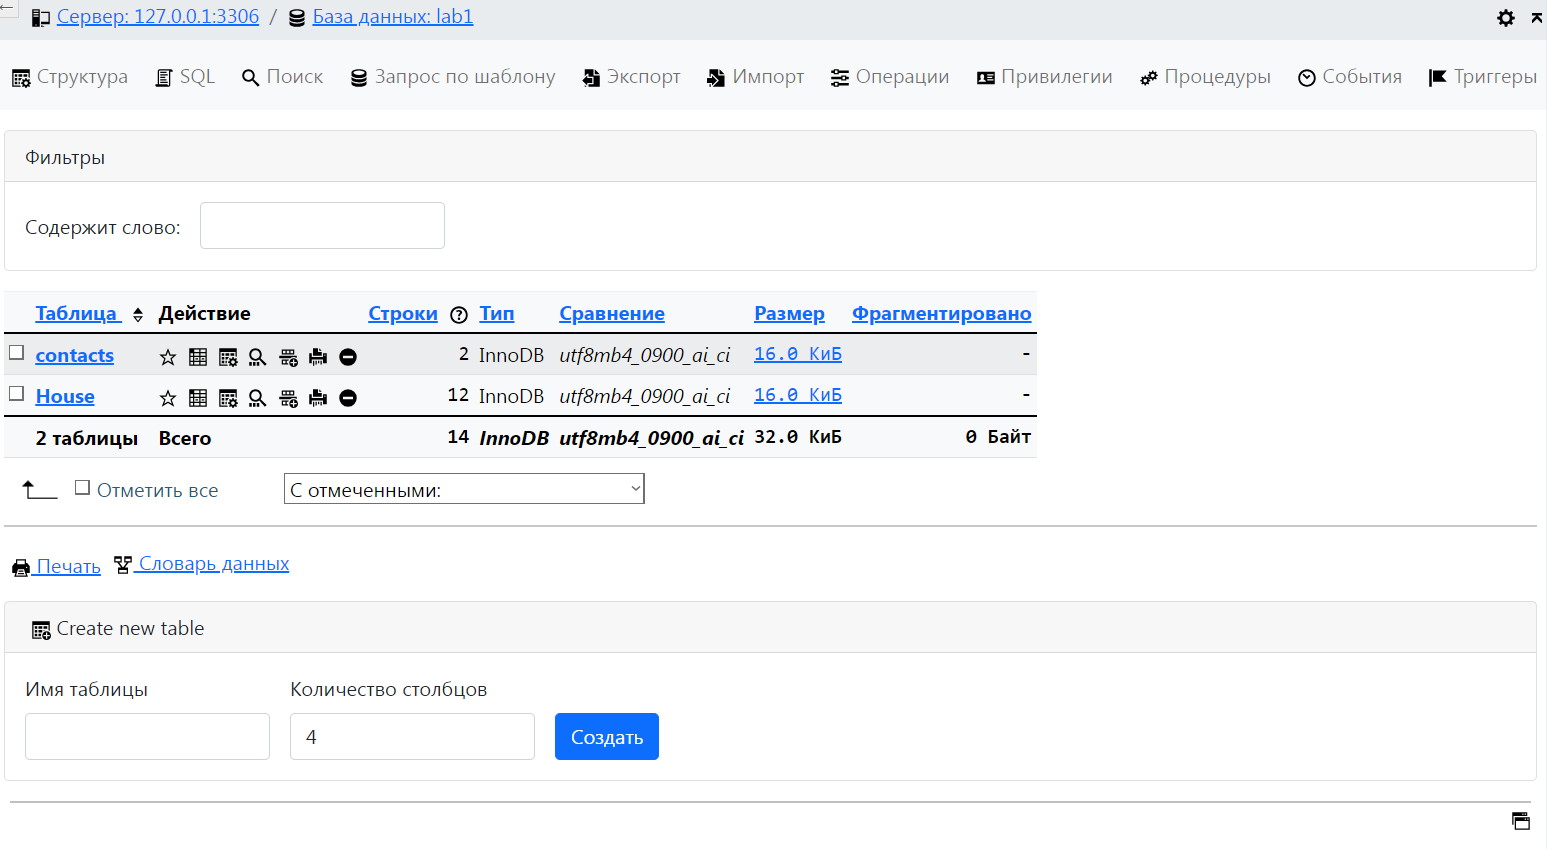 Сервер: 127.0.0.1:3306 / База данных: lab1
Структура SQL Поиск Запрос по шаблону Экспорт Импорт Операции Привилегии Процедуры События Триггеры
Фильтры
Содержит слово:
Таблица Действие Строки Тип Сравнение Размер Фрагментировано
contacts 2 InnoDB utf8mb4_0900_ai_ci 16.0 КиБ -
House 12 InnoDB utf8mb4_0900_ai_ci 16.0 КиБ -
2 таблицы Всего 14 InnoDB utf8mb4_0900_ai_ci 32.0 КиБ 0 Байт
Отметить все С отмеченными:
Печать Словарь данных
Create new table
Имя таблицы Количество столбцов
4 Создать